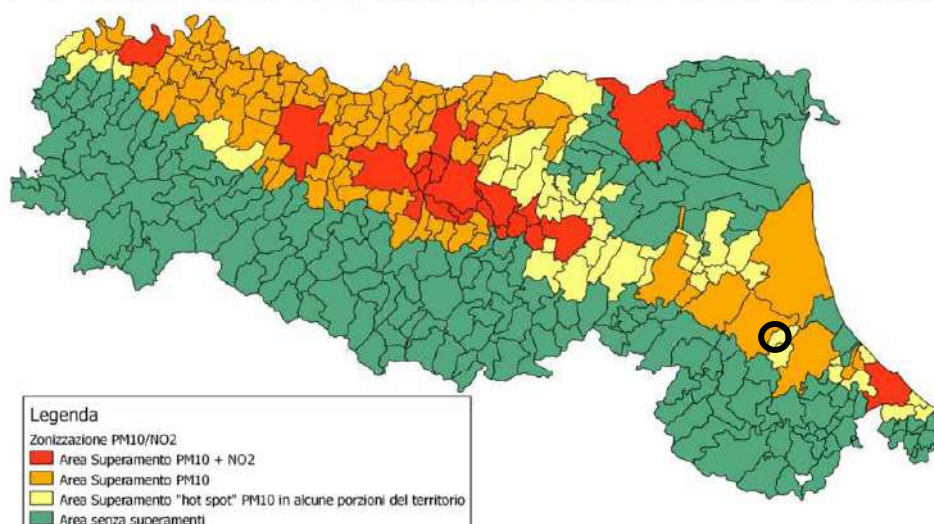 Legenda
Zonizzazione PM10/NO2
Area Superamento PM10 + NO2
Area Superamento PM10
Area Superamento "hot spot" PM10 in alcune porzioni del territorio
Area senza superamenti